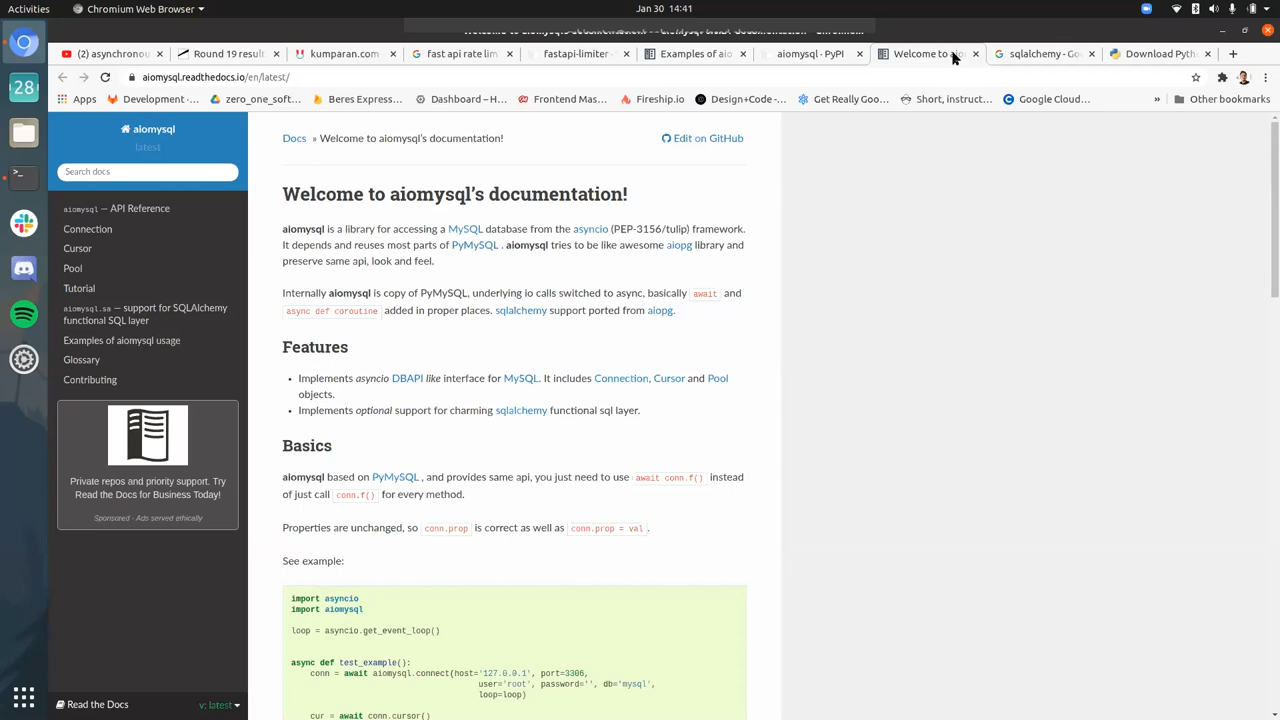 Activities
Chromium Web Browser
Jan 30 14:41
(2) asynchronou
Round 19 result
kumparan.com
fast api rate lim
fastapi-limiter -
Examples of aio
aiomysql - PyPI
Welcome to aio
sqlalchemy - Go
Download Pyth
aiomysql.readthedocs.io/en/latest/
Apps
Development -...
zero_one_soft...
Beres Express...
Dashboard – H...
Frontend Mas...
Fireship.io
Design+Code -...
Get Really Goo...
Short, instruct...
Google Cloud...
»
Other bookmarks
28
aiomysql
latest
Search docs
aiomysql — API Reference
Connection
Cursor
Pool
Tutorial
aiomysql.sa — support for SQLAlchemy
functional SQL layer
Examples of aiomysql usage
Glossary
Contributing
Private repos and priority support. Try
Read the Docs for Business Today!
Sponsored · Ads served ethically
Read the Docs
v: latest
Docs » Welcome to aiomysql's documentation!
Edit on GitHub
Welcome to aiomysql's documentation!
aiomysql is a library for accessing a MySQL database from the asyncio (PEP-3156/tulip) framework.
It depends and reuses most parts of PyMySQL . aiomysql tries to be like awesome aiopg library and
preserve same api, look and feel.
Internally aiomysql is copy of PyMySQL, underlying io calls switched to async, basically await and
async def coroutine added in proper places. sqlalchemy support ported from aiopg.
Features
• Implements asyncio DBAPI like interface for MySQL. It includes Connection, Cursor and Pool
objects.
• Implements optional support for charming sqlalchemy functional sql layer.
Basics
aiomysql based on PyMySQL , and provides same api, you just need to use await conn.f() instead
of just call conn.f() for every method.
Properties are unchanged, so conn.prop is correct as well as conn.prop = val.
See example:
import asyncio
import aiomysql
loop = asyncio.get_event_loop()
async def test_example():
conn = await aiomysql.connect(host='127.0.0.1', port=3306,
user='root', password='', db='mysql',
loop=loop)
cur = await conn.cursor()